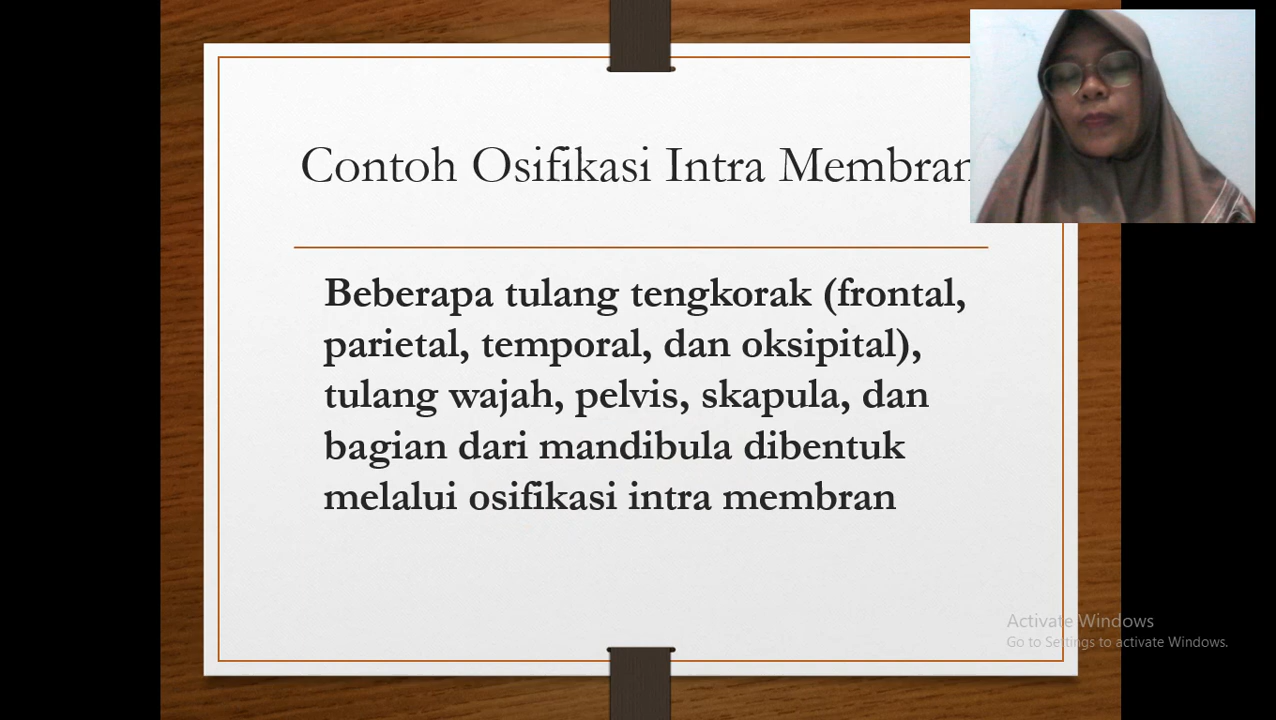 Contoh Osifikasi Intra Membran
Beberapa tulang tengkorak (frontal,
parietal, temporal, dan oksipital),
tulang wajah, pelvis, skapula, dan
bagian dari mandibula dibentuk
melalui osifikasi intra membran
Activate Windows
Go to Settings to activate Windows.